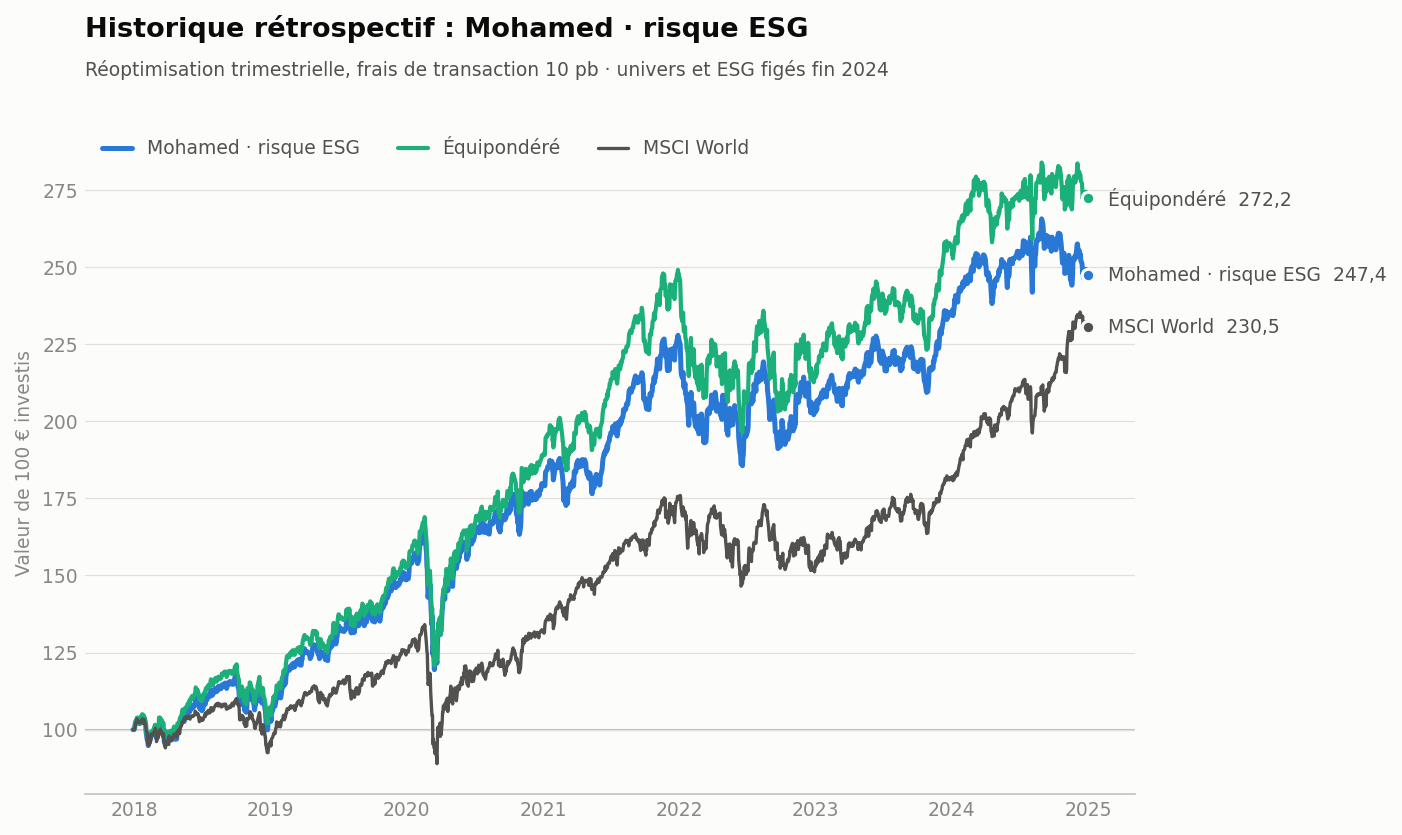 Historique rétrospectif : Mohamed · risque ESG
Réoptimisation trimestrielle, frais de transaction 10 pb · univers et ESG figés fin 2024
Mohamed · risque ESG
Équipondéré
MSCI World
Valeur de 100 € investis
275
250
225
200
175
150
125
100
Équipondéré 272,2
Mohamed · risque ESG 247,4
MSCI World 230,5
2018
2019
2020
2021
2022
2023
2024
2025